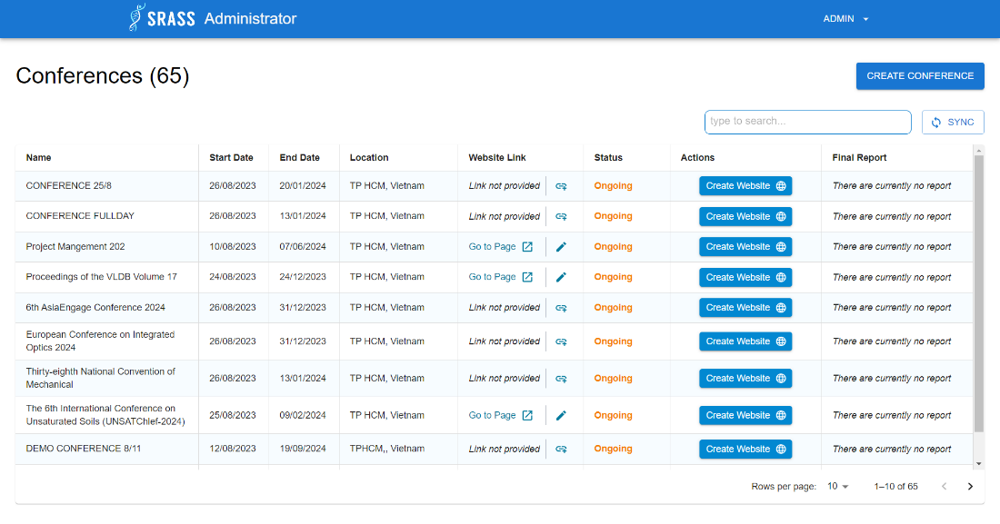 SRASS Administrator
ADMIN
Conferences (65)
CREATE CONFERENCE
type to search...
SYNC
Name Start Date End Date Location Website Link Status Actions Final Report
CONFERENCE 25/8 26/08/2023 20/01/2024 TP HCM, Vietnam Link not provided Ongoing Create Website There are currently no report
CONFERENCE FULLDAY 26/08/2023 13/01/2024 TP HCM, Vietnam Link not provided Ongoing Create Website There are currently no report
Project Mangement 202 10/08/2023 07/06/2024 TP HCM, Vietnam Go to Page Ongoing Create Website There are currently no report
Proceedings of the VLDB Volume 17 24/08/2023 24/12/2023 TP HCM, Vietnam Go to Page Ongoing Create Website There are currently no report
6th AsiaEngage Conference 2024 26/08/2023 31/12/2023 TP HCM, Vietnam Link not provided Ongoing Create Website There are currently no report
European Conference on Integrated
Optics 2024 26/08/2023 31/12/2023 TP HCM, Vietnam Link not provided Ongoing Create Website There are currently no report
Thirty-eighth National Convention of
Mechanical 26/08/2023 13/01/2024 TP HCM, Vietnam Link not provided Ongoing Create Website There are currently no report
The 6th International Conference on
Unsaturated Soils (UNSATChIef-2024) 25/08/2023 09/02/2024 TP HCM, Vietnam Go to Page Ongoing Create Website There are currently no report
DEMO CONFERENCE 8/11 12/08/2023 19/09/2024 TPHCM,, Vietnam Link not provided Ongoing Create Website There are currently no report
Rows per page: 10 1–10 of 65